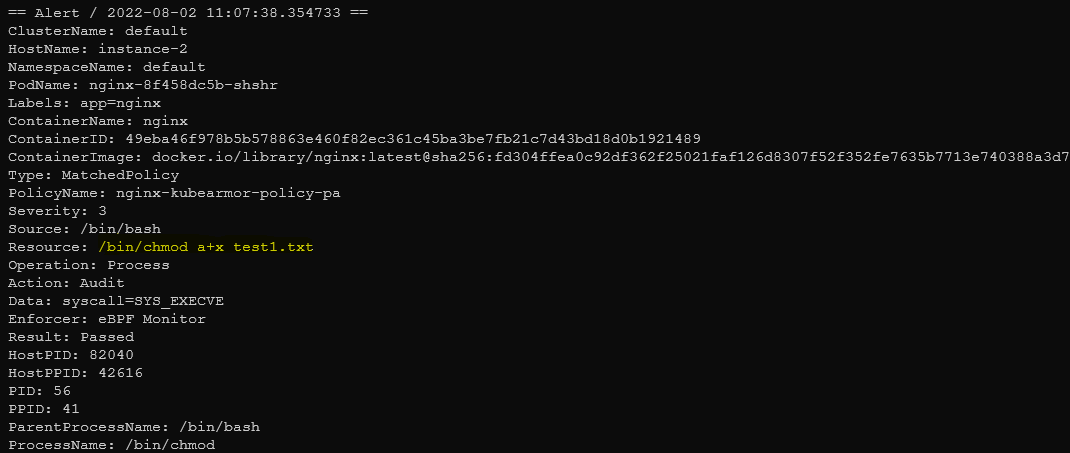 == Alert / 2022-08-02 11:07:38.354733 ==
ClusterName: default
HostName: instance-2
NamespaceName: default
PodName: nginx-8f458dc5b-shshr
Labels: app=nginx
ContainerName: nginx
ContainerID: 49eba46f978b5b578863e460f82ec361c45ba3be7fb21c7d43bd18d0b1921489
ContainerImage: docker.io/library/nginx:latest@sha256:fd304ffea0c92df362f25021faf126d8307f52f352fe7635b7713e740388a3d7
Type: MatchedPolicy
PolicyName: nginx-kubearmor-policy-pa
Severity: 3
Source: /bin/bash
Resource: /bin/chmod a+x test1.txt
Operation: Process
Action: Audit
Data: syscall=SYS_EXECVE
Enforcer: eBPF Monitor
Result: Passed
HostPID: 82040
HostPPID: 42616
PID: 56
PPID: 41
ParentProcessName: /bin/bash
ProcessName: /bin/chmod